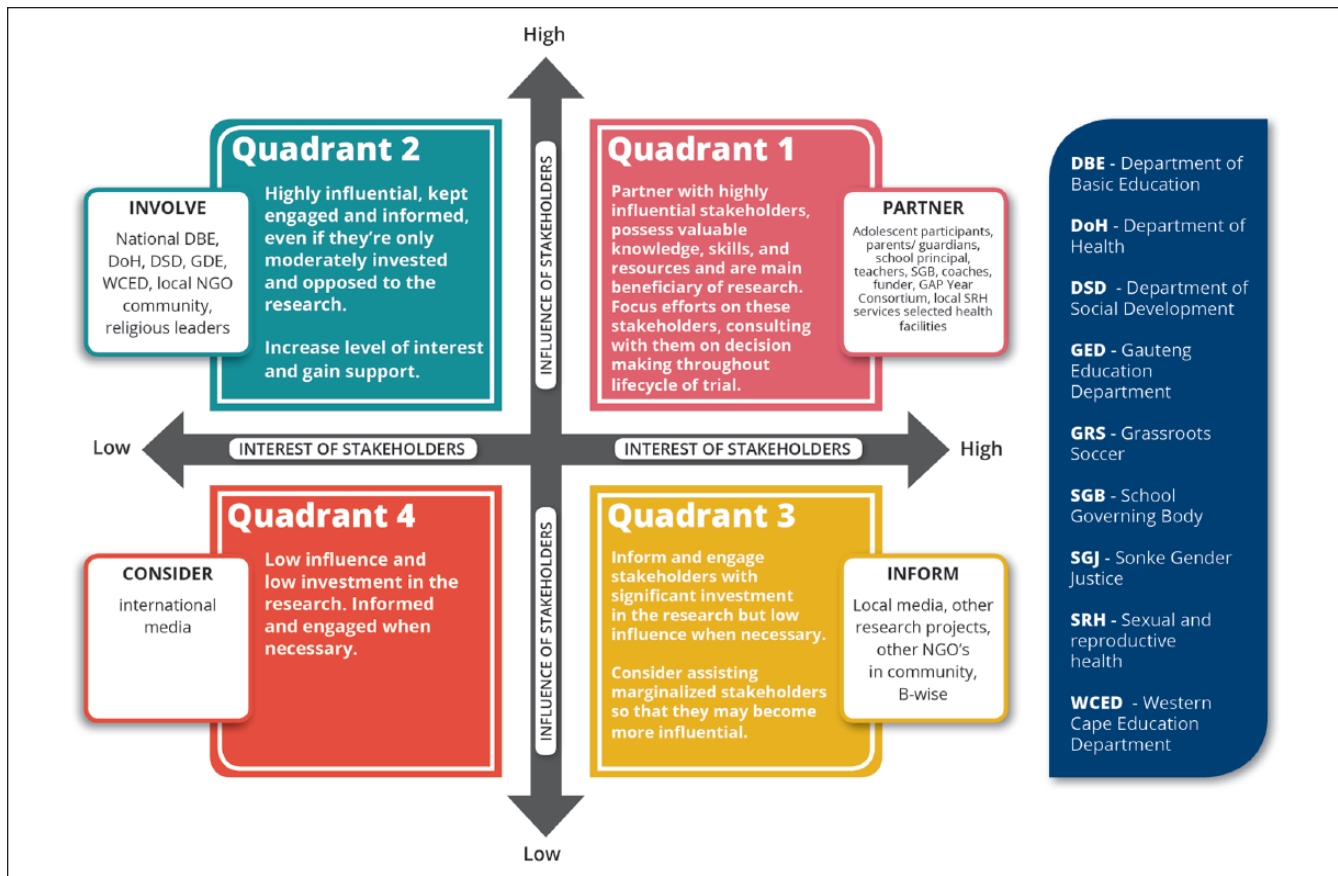 High
Quadrant 2
Highly influential, kept
engaged and informed,
even if they’re only
moderately invested
and opposed to the
research.
Increase level of interest
and gain support.
INVOLVE
National DBE,
DoH, DSD, GDE,
WCED, local NGO
community,
religious leaders
INFLUENCE OF STAKEHOLDERS
Quadrant 1
Partner with highly
influential stakeholders,
possess valuable
knowledge, skills, and
resources and are main
beneficiary of research.
Focus efforts on these
stakeholders, consulting
with them on decision
making throughout
lifecycle of trial.
PARTNER
Adolescent participants,
parents/ guardians,
school principal,
teachers, SGB, coaches,
funder, GAP Year
Consortium, local SRH
services selected health
facilities
Low
INTEREST OF STAKEHOLDERS
INTEREST OF STAKEHOLDERS
High
Quadrant 4
Low influence and
low investment in the
research. Informed
and engaged when
necessary.
CONSIDER
international
media
INFLUENCE OF STAKEHOLDERS
Quadrant 3
Inform and engage
stakeholders with
significant investment
in the research but low
influence when necessary.
Consider assisting
marginalized stakeholders
so that they may become
more influential.
INFORM
Local media, other
research projects,
other NGO’s
in community,
B-wise
Low
DBE - Department of
Basic Education
DoH - Department of
Health
DSD - Department of
Social Development
GED - Gauteng
Education
Department
GRS - Grassroots
Soccer
SGB - School
Governing Body
SGJ - Sonke Gender
Justice
SRH - Sexual and
reproductive
health
WCED - Western
Cape Education
Department